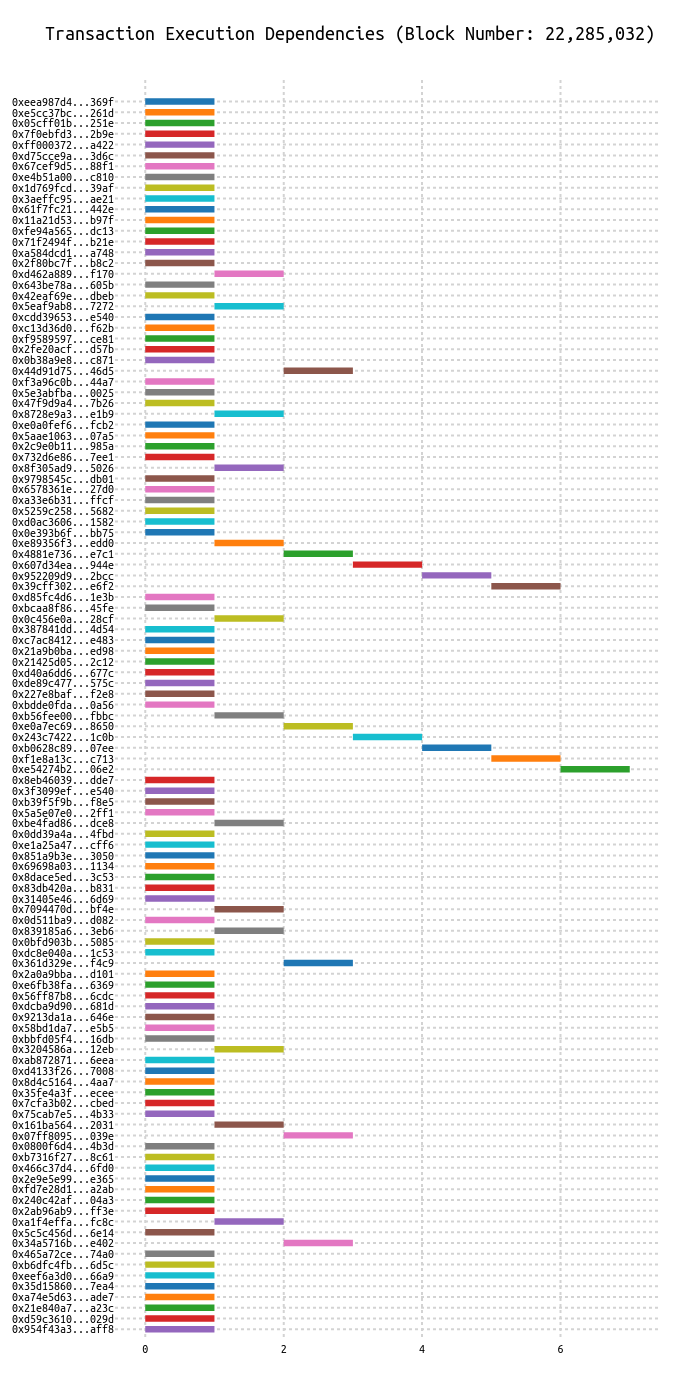 Transaction Execution Dependencies (Block Number: 22,285,032)
0xeea987d4...369f
0xe5cc37bc...261d
0x05cff01b...251e
0x7f0ebfd3...2b9e
0xff000372...a422
0xd75cce9a...3d6c
0x67cef9d5...88f1
0xe4b51a00...c810
0x1d769fcd...39af
0x3aeffc95...ae21
0x61f7fc21...442e
0x11a21d53...b97f
0xfe94a565...dc13
0x71f2494f...b21e
0xa584dcd1...a748
0x2f80bc7f...b8c2
0xd462a889...f170
0x643be78a...605b
0x42eaf69e...dbeb
0x5eaf9ab8...7272
0xcdd39653...e540
0xc13d36d0...f62b
0xf9589597...ce81
0x2fe20acf...d57b
0x0b38a9e8...c871
0x44d91d75...46d5
0xf3a96c0b...44a7
0x5e3abfba...0025
0x47f9d9a4...7b26
0x8728e9a3...e1b9
0xe0a0fef6...fcb2
0x5aae1063...07a5
0x2c9e0b11...985a
0x732d6e86...7ee1
0x8f305ad9...5026
0x9798545c...db01
0x6578361e...27d0
0xa33e6b31...ffcf
0x5259c258...5682
0xd0ac3606...1582
0x0e393b6f...bb75
0xe89356f3...edd0
0x4881e736...e7c1
0x607d34ea...944e
0x952209d9...2bcc
0x39cff302...e6f2
0xd85fc4d6...1e3b
0xbcaa8f86...45fe
0x0c456e0a...28cf
0x387841dd...4d54
0xc7ac8412...e483
0x21a9b0ba...ed98
0x21425d05...2c12
0xd40a6dd6...677c
0xde89c477...575c
0x227e8baf...f2e8
0xbdde0fda...0a56
0xb56fee00...fbbc
0xe0a7ec69...8650
0x243c7422...1c0b
0xb0628c89...07ee
0xf1e8a13c...c713
0xe54274b2...06e2
0x8eb46039...dde7
0x3f3099ef...e540
0xb39f5f9b...f8e5
0x5a5e07e0...2ff1
0xbe4fad86...dce8
0x0dd39a4a...4fbd
0xe1a25a47...cff6
0x851a9b3e...3050
0x69698a03...1134
0x8dace5ed...3c53
0x83db420a...b831
0x31405e46...6d69
0x7094470d...bf4e
0x0d511ba9...d082
0x839185a6...3eb6
0x0bfd903b...5085
0xdc8e040a...1c53
0x361d329e...f4c9
0x2a0a9bba...d101
0xe6fb38fa...6369
0x56ff87b8...6cdc
0xdcba9d90...681d
0x9213da1a...646e
0x58bd1da7...e5b5
0xbbfd05f4...16db
0x3204586a...12eb
0xab872871...6eea
0xd4133f26...7008
0x8d4c5164...4aa7
0x35fe4a3f...ecee
0x7cfa3b02...cbed
0x75cab7e5...4b33
0x161ba564...2031
0x07ff8095...039e
0x0800f6d4...4b3d
0xb7316f27...8c61
0x466c37d4...6fd0
0x2e9e5e99...e365
0xfd7e28d1...a2ab
0x240c42af...04a3
0x2ab96ab9...ff3e
0xa1f4effa...fc8c
0x5c5c456d...6e14
0x34a5716b...e402
0x465a72ce...74a0
0xb6dfc4fb...6d5c
0xeef6a3d0...66a9
0x35d15860...7ea4
0xa74e5d63...ade7
0x21e840a7...a23c
0xd59c3610...029d
0x954f43a3...aff8
0 2 4 6